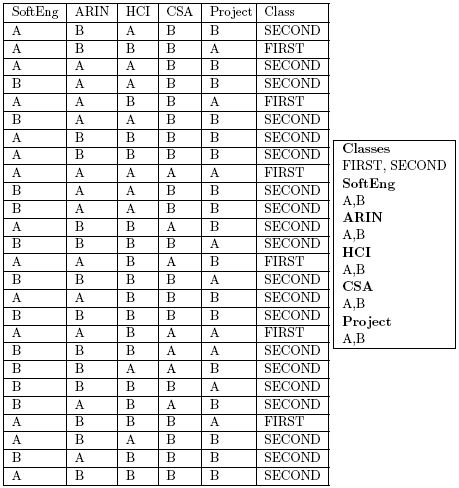 SoftEng ARIN HCI CSA Project Class
A B A B B SECOND
A B B B A FIRST
A A A B B SECOND
B A A B B SECOND
A A B B A FIRST
B A A B B SECOND
A B B B B SECOND
A B B B B SECOND
A A A A A FIRST
B A A B B SECOND
B A A B B SECOND
A B B A B SECOND
B B B B A SECOND
A A B A B FIRST
B B B B A SECOND
A A B B B SECOND
B B B B B SECOND
A A B A A FIRST
B B B A A SECOND
B B A A B SECOND
B B B B A SECOND
B A B A B SECOND
A B B B A FIRST
A B A B B SECOND
B A B B B SECOND
A B B B B SECOND
Classes
FIRST, SECOND
SoftEng
A,B
ARIN
A,B
HCI
A,B
CSA
A,B
Project
A,B